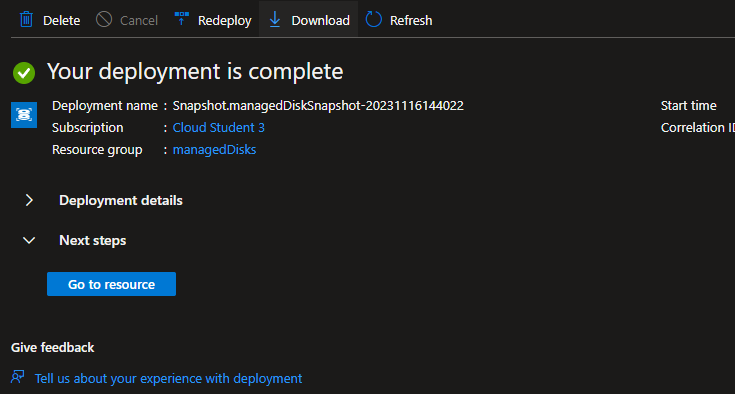 Delete Cancel Redeploy Download Refresh
Your deployment is complete
Deployment name : Snapshot.managedDiskSnapshot-20231116144022 Start time
Subscription : Cloud Student 3 Correlation ID
Resource group : managedDisks
Deployment details
Next steps
Go to resource
Give feedback
Tell us about your experience with deployment